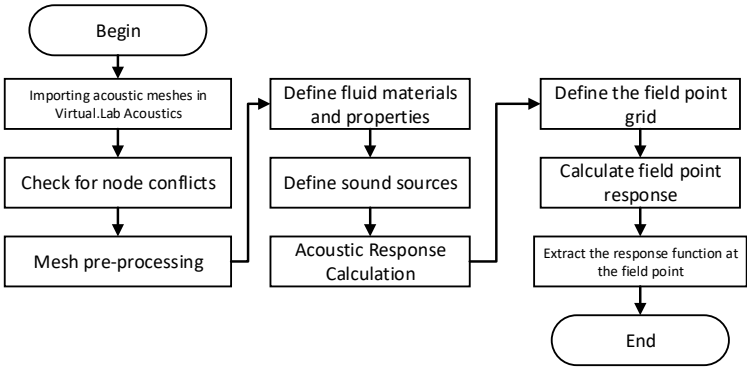 Begin
Importing acoustic meshes in
Virtual.Lab Acoustics
Check for node conflicts
Mesh pre-processing
Define fluid materials
and properties
Define sound sources
Acoustic Response
Calculation
Define the field point
grid
Calculate field point
response
Extract the response function at
the field point
End